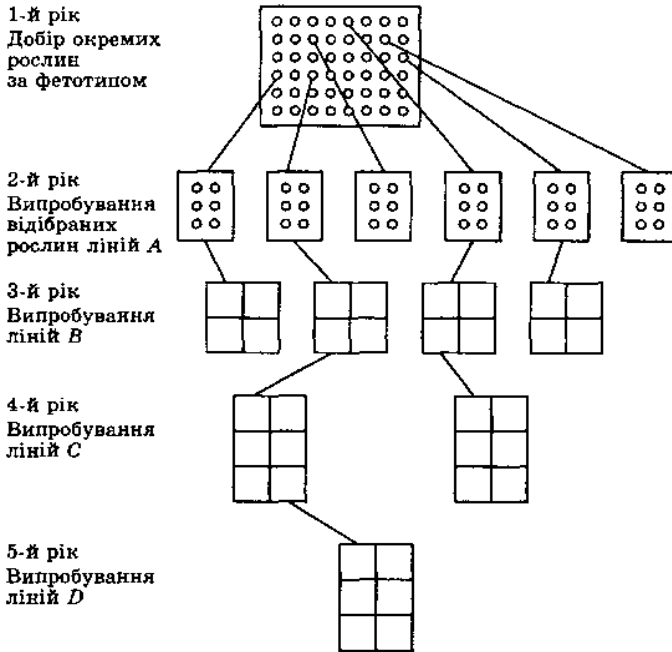 1-й рік
Добір окремих
рослин
за фетотипом
2-й рік
Випробування
відібраних
рослин ліній A
3-й рік
Випробування
ліній B
4-й рік
Випробування
ліній C
5-й рік
Випробування
ліній D